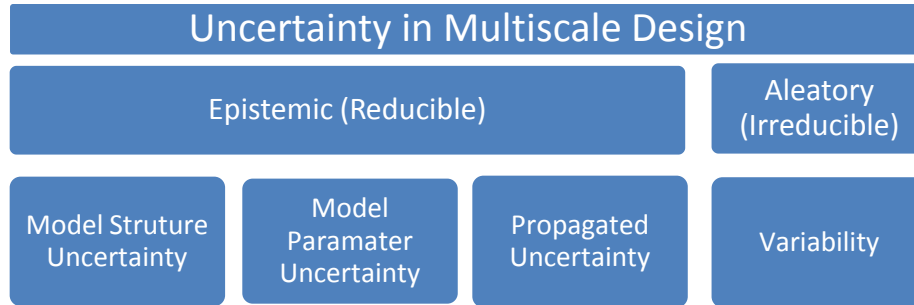 Uncertainty in Multiscale Design
Epistemic (Reducible)
Aleatory
(Irreducible)
Model Struture
Uncertainty
Model
Paramater
Uncertainty
Propagated
Uncertainty
Variability